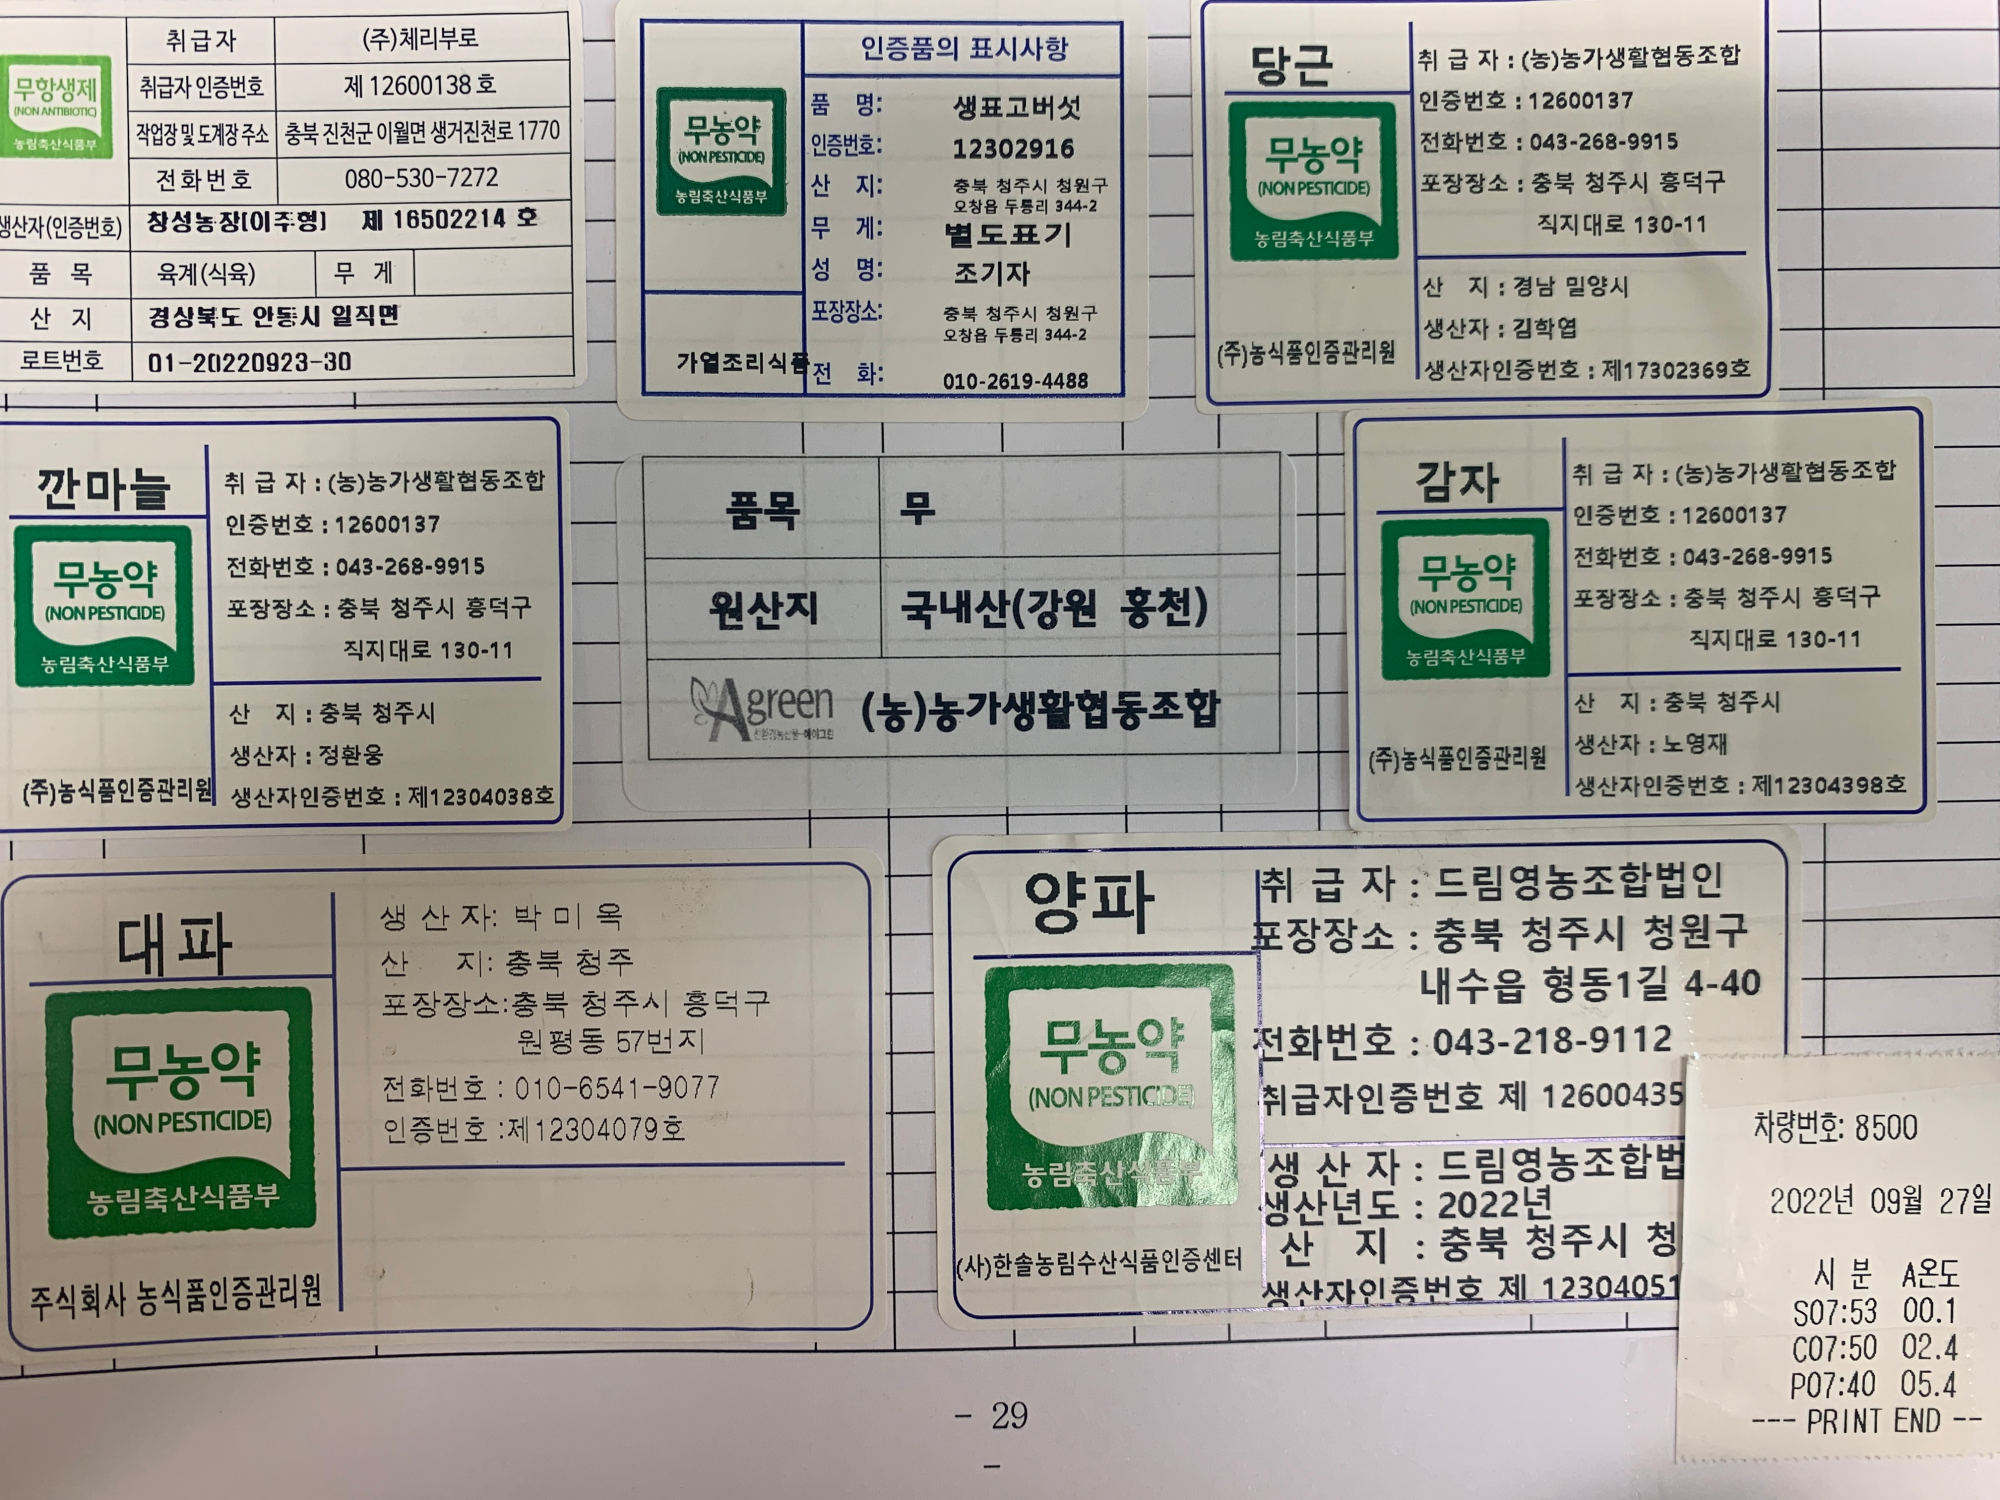 무항생제
(NON ANTIBIOTIC)
농림축산식품부
취급자 (주)체리부로
취급자 인증번호 제 12600138 호
작업장 및 도계장 주소 충북 진천군 이월면 생거진천로 1770
전화번호 080-530-7272
생산자(인증번호) 창성농장[이주형] 제 16502214 호
품 목 육계(식육) 무 게
산 지 경상북도 안동시 일직면
로트번호 01-20220923-30
무농약
(NON PESTICIDE)
농림축산식품부
가열조리식품
인증품의 표시사항
품 명: 생표고버섯
인증번호: 12302916
산 지: 충북 청주시 청원구
오창읍 두릉리 344-2
무 게: 별도표기
성 명: 조기자
포장장소: 충북 청주시 청원구
오창읍 두릉리 344-2
전 화: 010-2619-4488
당근
무농약
(NON PESTICIDE)
농림축산식품부
(주)농식품인증관리원
취 급 자 : (농)농가생활협동조합
인증번호 : 12600137
전화번호 : 043-268-9915
포장장소 : 충북 청주시 흥덕구
직지대로 130-11
산 지 : 경남 밀양시
생산자 : 김학엽
생산자인증번호 : 제17302369호
깐마늘
무농약
(NON PESTICIDE)
농림축산식품부
(주)농식품인증관리원
취 급 자 : (농)농가생활협동조합
인증번호 : 12600137
전화번호 : 043-268-9915
포장장소 : 충북 청주시 흥덕구
직지대로 130-11
산 지 : 충북 청주시
생산자 : 정환웅
생산자인증번호 : 제12304038호
품목 무
원산지 국내산(강원 홍천)
Agreen
친환경농산물-에이그린
(농)농가생활협동조합
감자
무농약
(NON PESTICIDE)
농림축산식품부
(주)농식품인증관리원
취 급 자 : (농)농가생활협동조합
인증번호 : 12600137
전화번호 : 043-268-9915
포장장소 : 충북 청주시 흥덕구
직지대로 130-11
산 지 : 충북 청주시
생산자 : 노영재
생산자인증번호 : 제12304398호
대파
무농약
(NON PESTICIDE)
농림축산식품부
주식회사 농식품인증관리원
생 산 자: 박 미 옥
산 지: 충북 청주
포장장소:충북 청주시 흥덕구
원평동 57번지
전화번호 : 010-6541-9077
인증번호 :제12304079호
양파
무농약
(NON PESTICIDE)
농림축산식품부
(사)한솔농림수산식품인증센터
취 급 자 : 드림영농조합법인
포장장소 : 충북 청주시 청원구
내수읍 형동1길 4-40
전화번호 : 043-218-9112
취급자인증번호 제 12600435
생 산 자 : 드림영농조합법
생산년도 : 2022년
산 지 : 충북 청주시 청
생산자인증번호 제 12304051
차량번호: 8500
2022년 09월 27일
시 분 A온도
S07:53 00.1
C07:50 02.4
P07:40 05.4
--- PRINT END --
- 29
-